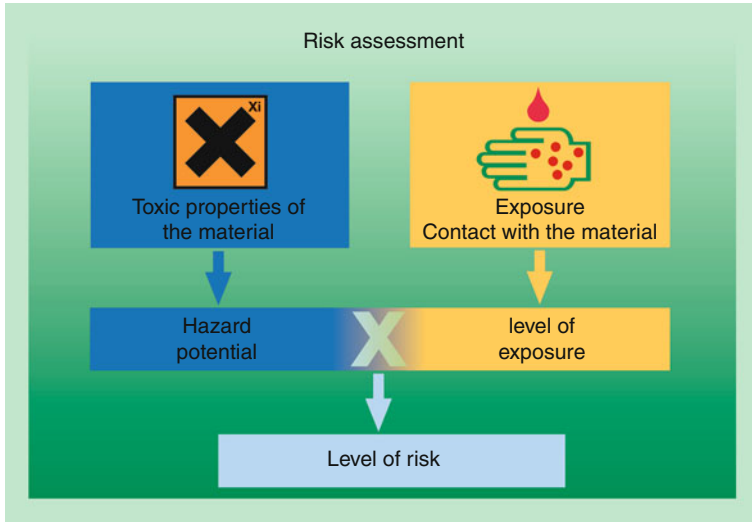 Risk assessment
Xi
Toxic properties of
the material
Exposure
Contact with the material
Hazard
potential
X
level of
exposure
Level of risk